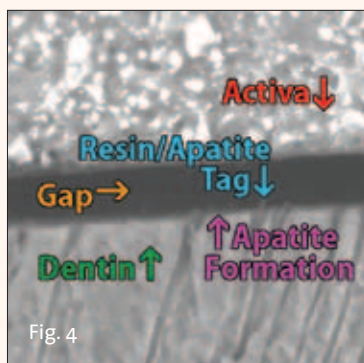 Activa↓
Resin/Apatite
Tag↓
Gap→
↑Apatite
Formation
Dentin↑
Fig. 4